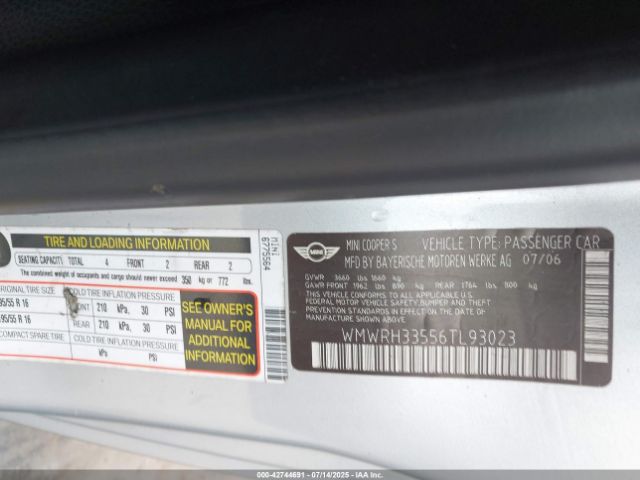 TIRE AND LOADING INFORMATION
SEATING CAPACITY TOTAL 4 FRONT 2 REAR 2
The combined weight of occupants and cargo should never exceed 350 kg or 772 lbs.
ORIGINAL TIRE SIZE COLD TIRE INFLATION PRESSURE
95/55 R 16 FRONT 210 kPa, 30 PSI
95/55 R 16 REAR 210 kPa, 30 PSI
COMPACT SPARE TIRE COLD TIRE INFLATION PRESSURE
kPa, PSI
SEE OWNER'S
MANUAL FOR
ADDITIONAL
INFORMATION
MINI
6775564
MINI
MINI COOPER S VEHICLE TYPE: PASSENGER CAR
MFD BY BAYERISCHE MOTOREN WERKE AG 07/06
GVWR 3660 lbs 1660 kg
GAWR FRONT 1962 lbs 890 kg REAR 1764 lbs 800 kg
THIS VEHICLE CONFORMS TO ALL APPLICABLE FEDERAL
MOTOR VEHICLE SAFETY, BUMPER AND THEFT
PREVENTION STANDARDS IN EFFECT ON THE DATE OF
MANUFACTURE SHOWN ABOVE
WMWRH33556TL93023
000-42744691 | 07/14/2025 | IAAI.COM